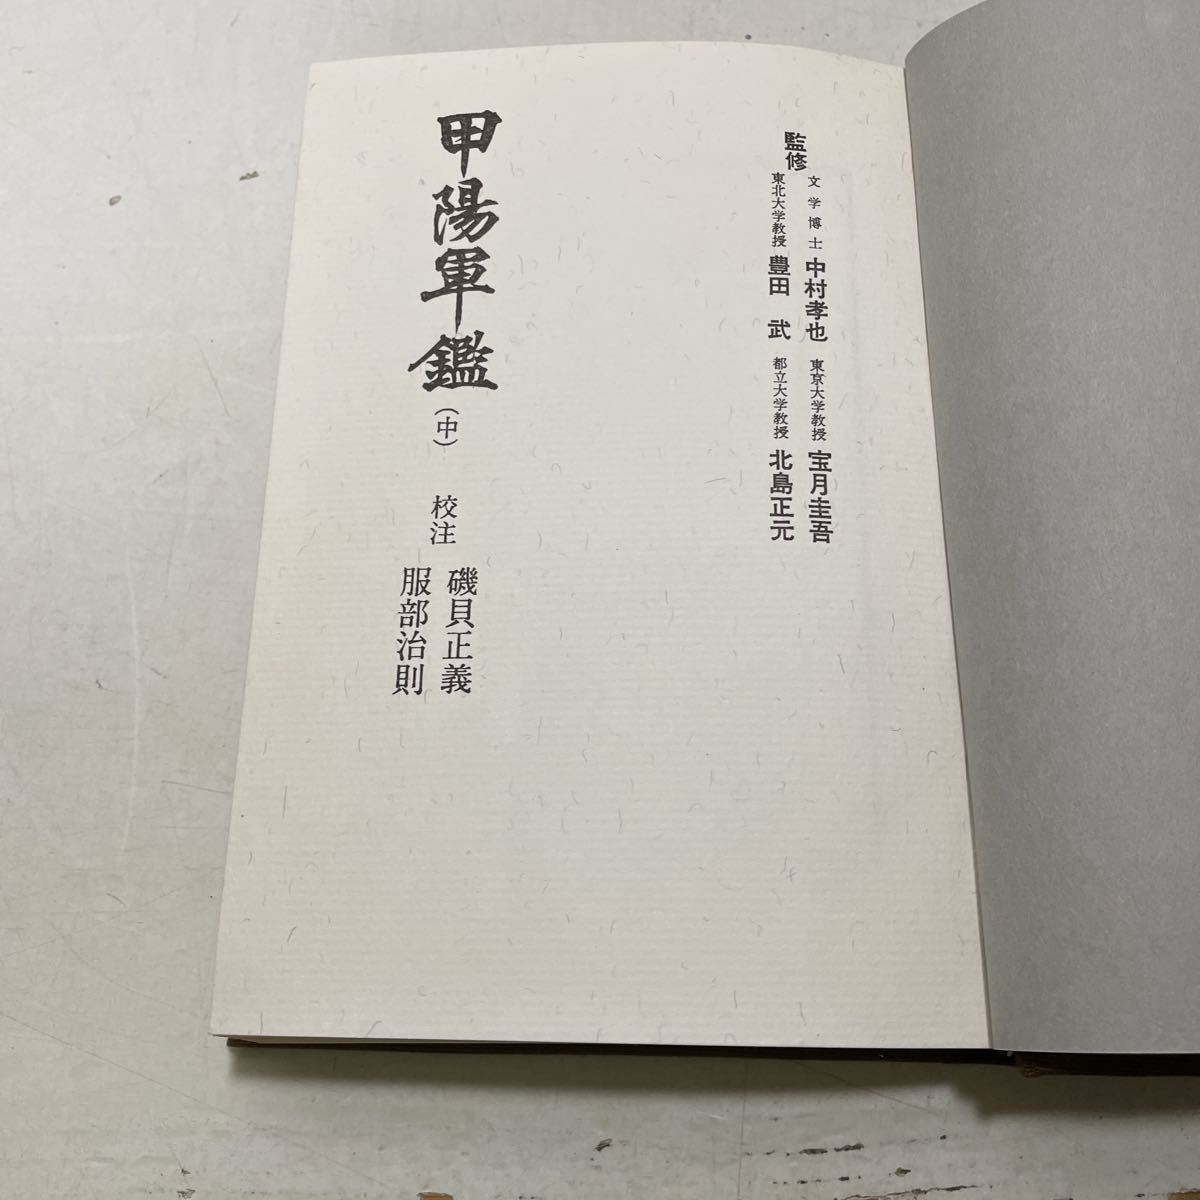 監修
文学博士 中村孝也 東京大学教授 宝月圭吾
東北大学教授 豊田 武 都立大学教授 北島正元
甲陽軍鑑(中) 校注 磯貝正義
服部治則